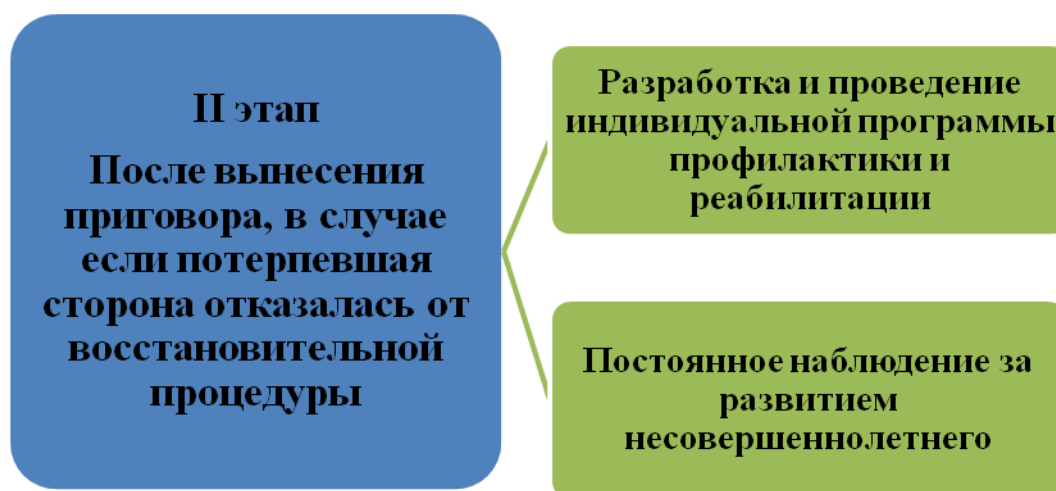 II этап
После вынесения
приговора, в случае
если потерпевшая
сторона отказалась от
восстановительной
процедуры
Разработка и проведение
индивидуальной программы
профилактики и
реабилитации
Постоянное наблюдение за
развитием
несовершеннолетнего